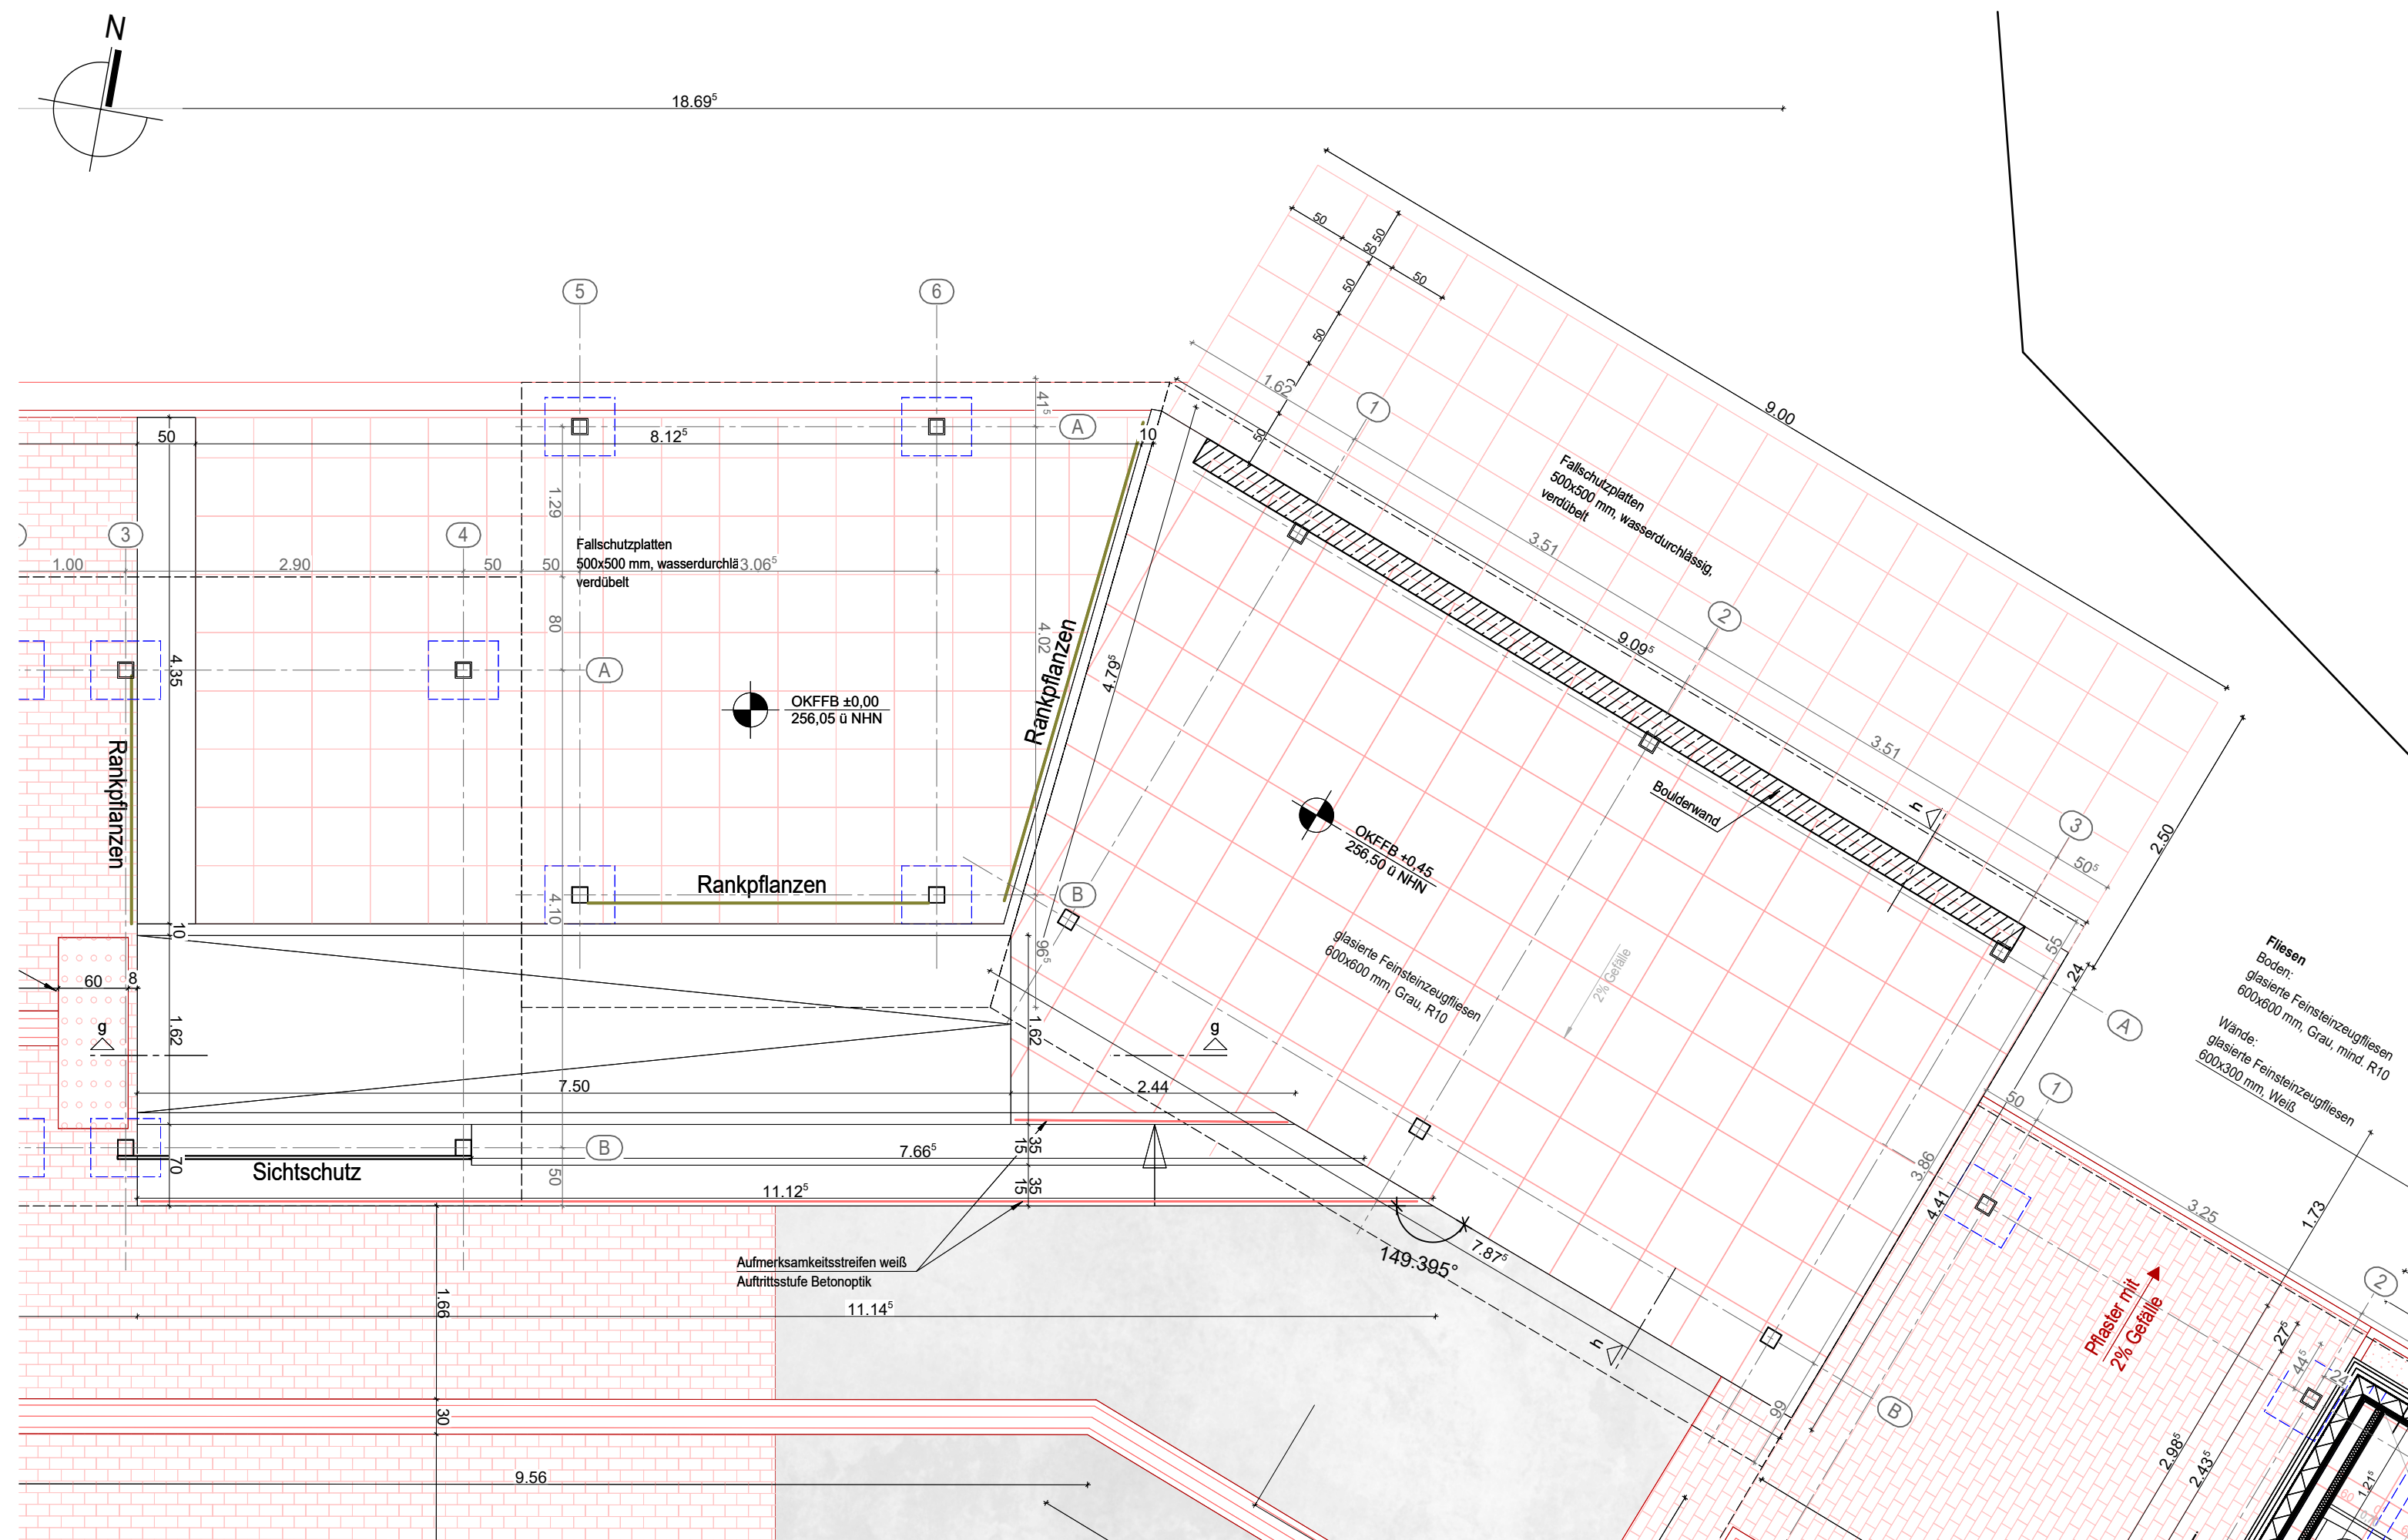 N
18.69⁵
5
6
50
50
50
50
50
50
50
1.62
1
9.00
50
8.12⁵
41⁵
A
10
Fallschutzplatten
500x500 mm, wasserdurchlässig,
verdübelt
3
4
1.29
1.00
2.90
50
50
Fallschutzplatten
500x500 mm, wasserdurchlä
3.06⁵
verdübelt
3.51
2
80
4.02
4.79⁵
9.09⁵
4.35
A
Rankpflanzen
OKFFB ±0,00
256,05 ü NHN
3.51
Rankpflanzen
Boulderwand
h
3
50⁵
2.50
OKFFB +0,45
256,50 ü NHN
Rankpflanzen
4.10
B
10
96⁵
glasierte Feinsteinzeugfliesen
600x600 mm, Grau, R10
2% Gefälle
55
24
A
Fliesen
Boden:
glasierte Feinsteinzeugfliesen
600x600 mm, Grau, mind. R10
Wände:
glasierte Feinsteinzeugfliesen
600x300 mm, Weiß
60
8
g
1.62
1.62
g
7.50
2.44
50
1
B
70
Sichtschutz
50
7.66⁵
35
15
35
15
11.12⁵
3.86
4.41
3.25
1.73
Aufmerksamkeitsstreifen weiß
Auftrittsstufe Betonoptik
149.395°
7.87⁵
1.66
11.14⁵
h
Pflaster mit
2% Gefälle
2
27⁵
44⁵
24
99
B
30
9.56
2.98⁵
2.43⁵
1.21⁵